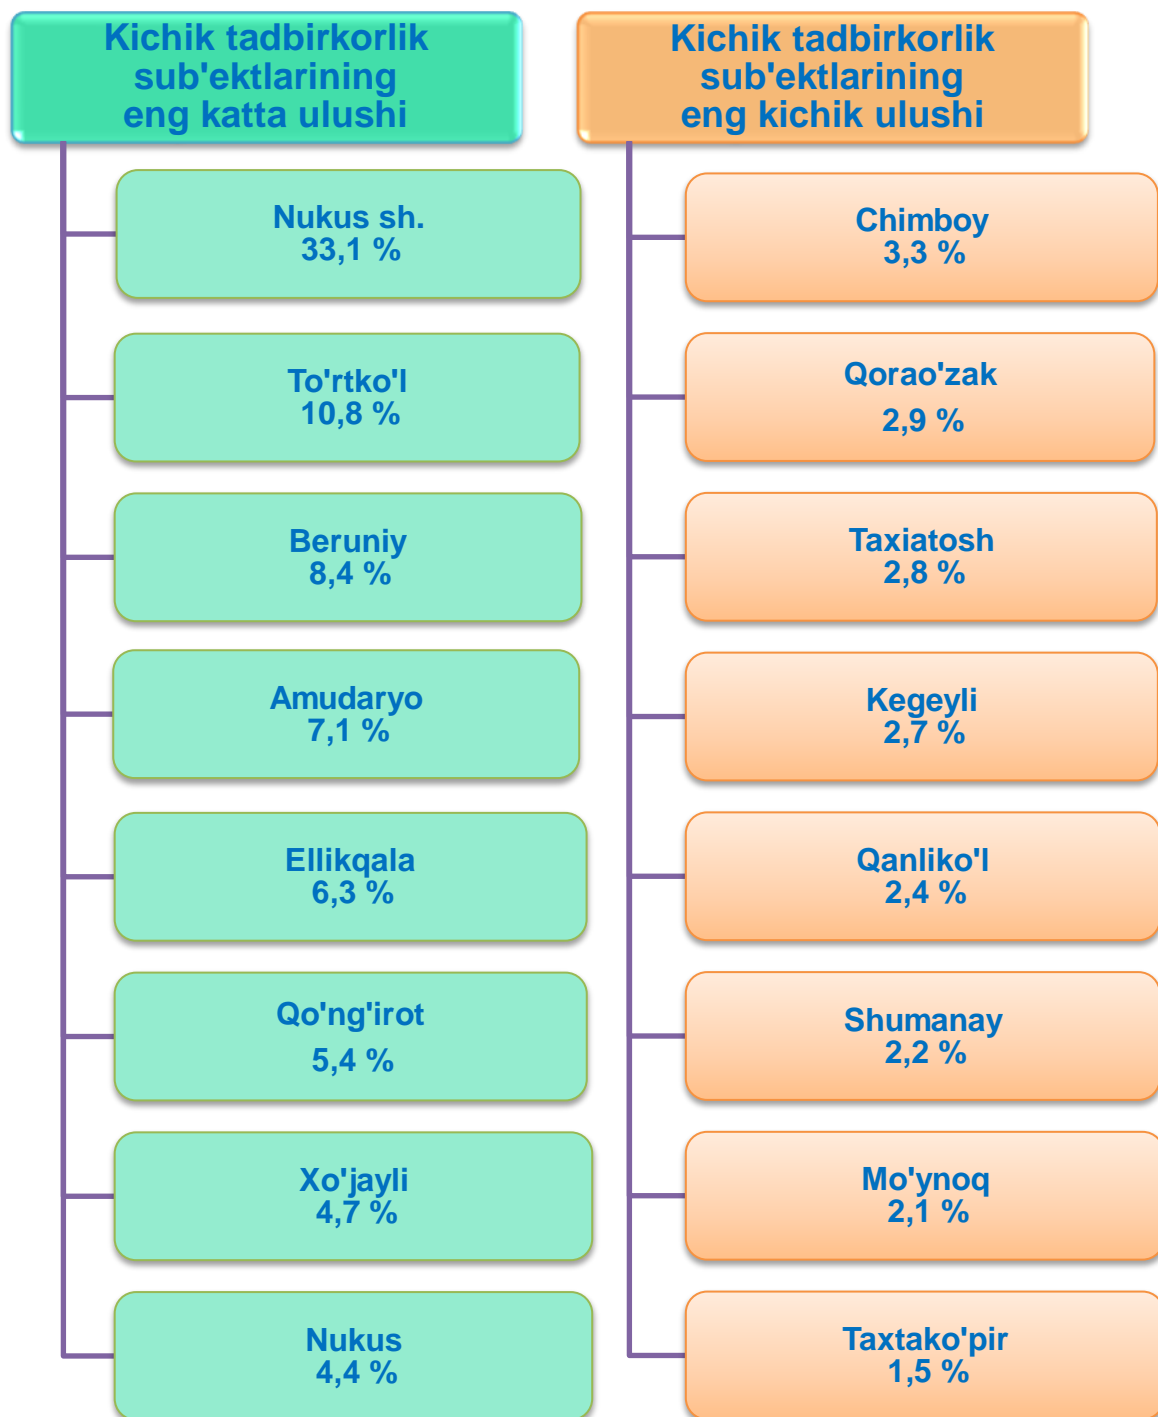 Kichik tadbirkorlik
sub'ektlarining
eng katta ulushi
Nukus sh.
33,1 %
To'rtko'l
10,8 %
Beruniy
8,4 %
Amudaryo
7,1 %
Ellikqala
6,3 %
Qo'ng'irot
5,4 %
Xo'jayli
4,7 %
Nukus
4,4 %
Kichik tadbirkorlik
sub'ektlarining
eng kichik ulushi
Chimboy
3,3 %
Qorao'zak
2,9 %
Taxiatosh
2,8 %
Kegeyli
2,7 %
Qanliko'l
2,4 %
Shumanay
2,2 %
Mo'ynoq
2,1 %
Taxtako'pir
1,5 %